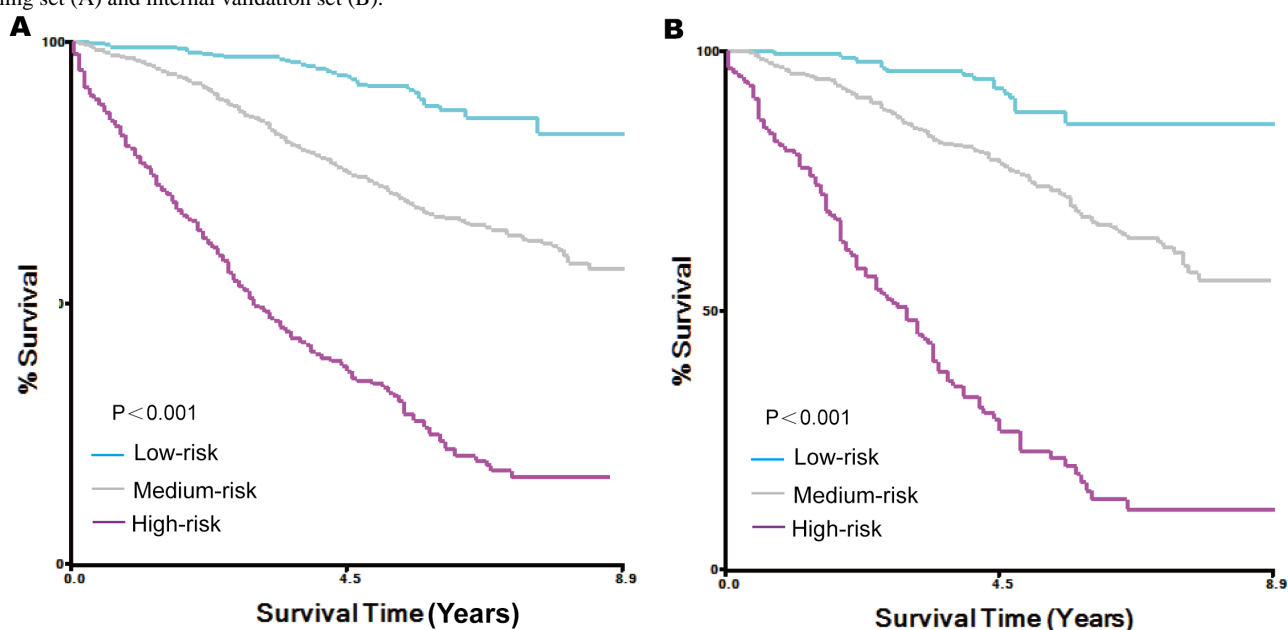 ning set (A) and internal validation set (B).
A
100
% Survival
0
P＜0.001
Low-risk
Medium-risk
High-risk
0
0.0
4.5
8.9
Survival Time (Years)
B
100
50
% Survival
P＜0.001
Low-risk
Medium-risk
High-risk
0
0.0
4.5
8.9
Survival Time (Years)